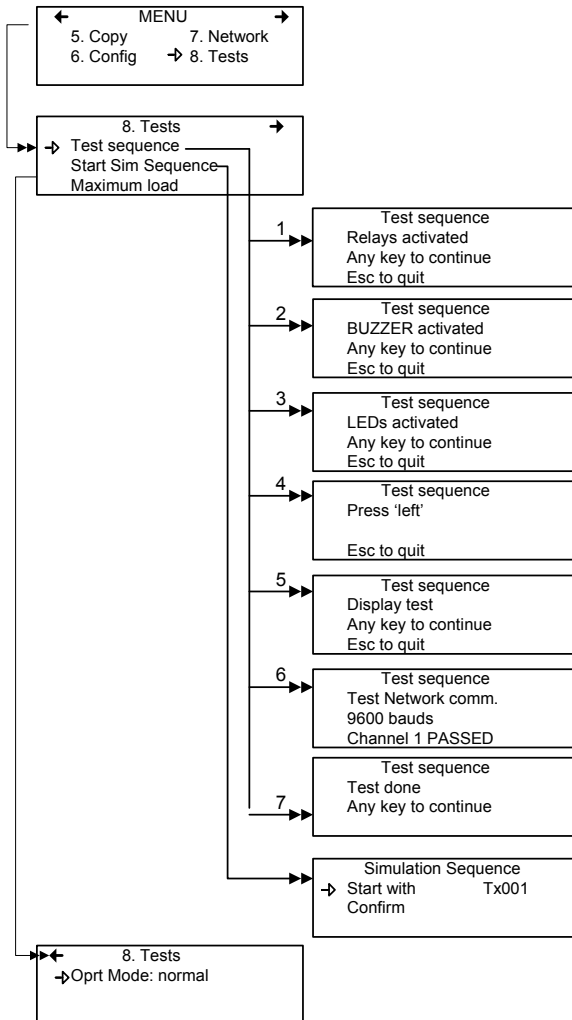 MENU
5. Copy 7. Network
6. Config 8. Tests
8. Tests
Test sequence
Start Sim Sequence
Maximum load
1
Test sequence
Relays activated
Any key to continue
Esc to quit
2
Test sequence
BUZZER activated
Any key to continue
Esc to quit
3
Test sequence
LEDs activated
Any key to continue
Esc to quit
4
Test sequence
Press ‘left’
Esc to quit
5
Test sequence
Display test
Any key to continue
Esc to quit
6
Test sequence
Test Network comm.
9600 bauds
Channel 1 PASSED
7
Test sequence
Test done
Any key to continue
Simulation Sequence
Start with Tx001
Confirm
8. Tests
Oprt Mode: normal